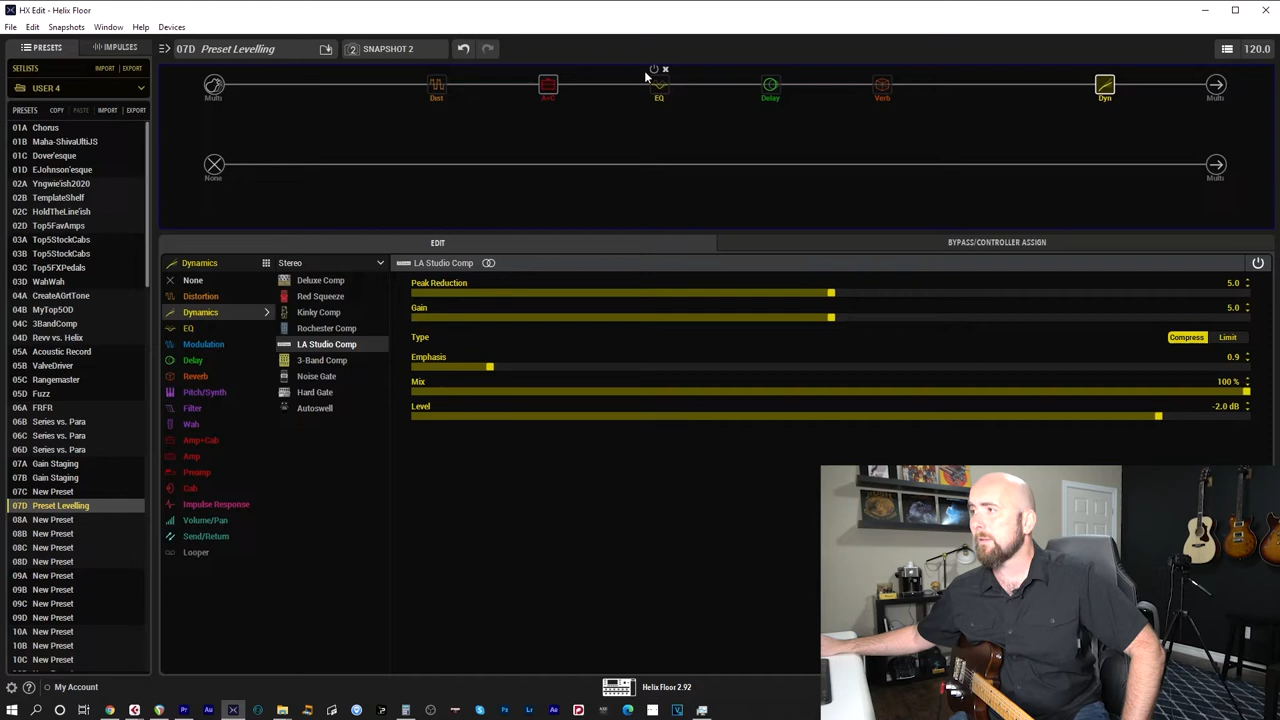 HX Edit - Helix Floor
File Edit Snapshots Window Help Devices
PRESETS IMPULSES
07D Preset Levelling
2 SNAPSHOT 2
120.0
SETLISTS IMPORT EXPORT
USER 4
PRESETS COPY PASTE IMPORT EXPORT
01A Chorus
01B Maha-ShivaUltiJS
01C Dover'esque
01D EJohnson'esque
02A Yngwie'ish2020
02B TemplateShelf
02C HoldTheLine'ish
02D Top5FavAmps
03A Top5StockCabs
03B Top5StockCabs
03C Top5FXPedals
03D WahWah
04A CreateAGrtTone
04B MyTop5OD
04C 3BandComp
04D Revv vs. Helix
05A Acoustic Record
05B ValveDriver
05C Rangemaster
05D Fuzz
06A FRFR
06B Series vs. Para
06C Series vs. Para
06D Series vs. Para
07A Gain Staging
07B Gain Staging
07C New Preset
07D Preset Levelling
08A New Preset
08B New Preset
08C New Preset
08D New Preset
09A New Preset
09B New Preset
09C New Preset
09D New Preset
10A New Preset
10B New Preset
10C New Preset
My Account
Multi Dist A+C EQ Delay Verb Dyn Multi
None Multi
EDIT BYPASS/CONTROLLER ASSIGN
Dynamics
None
Distortion
Dynamics
EQ
Modulation
Delay
Reverb
Pitch/Synth
Filter
Wah
Amp+Cab
Amp
Preamp
Cab
Impulse Response
Volume/Pan
Send/Return
Looper
Stereo
Deluxe Comp
Red Squeeze
Kinky Comp
Rochester Comp
LA Studio Comp
3-Band Comp
Noise Gate
Hard Gate
Autoswell
LA Studio Comp
Peak Reduction 5.0
Gain 5.0
Type Compress Limit
Emphasis 0.9
Mix 100 %
Level -2.0 dB
Helix Floor 2.92